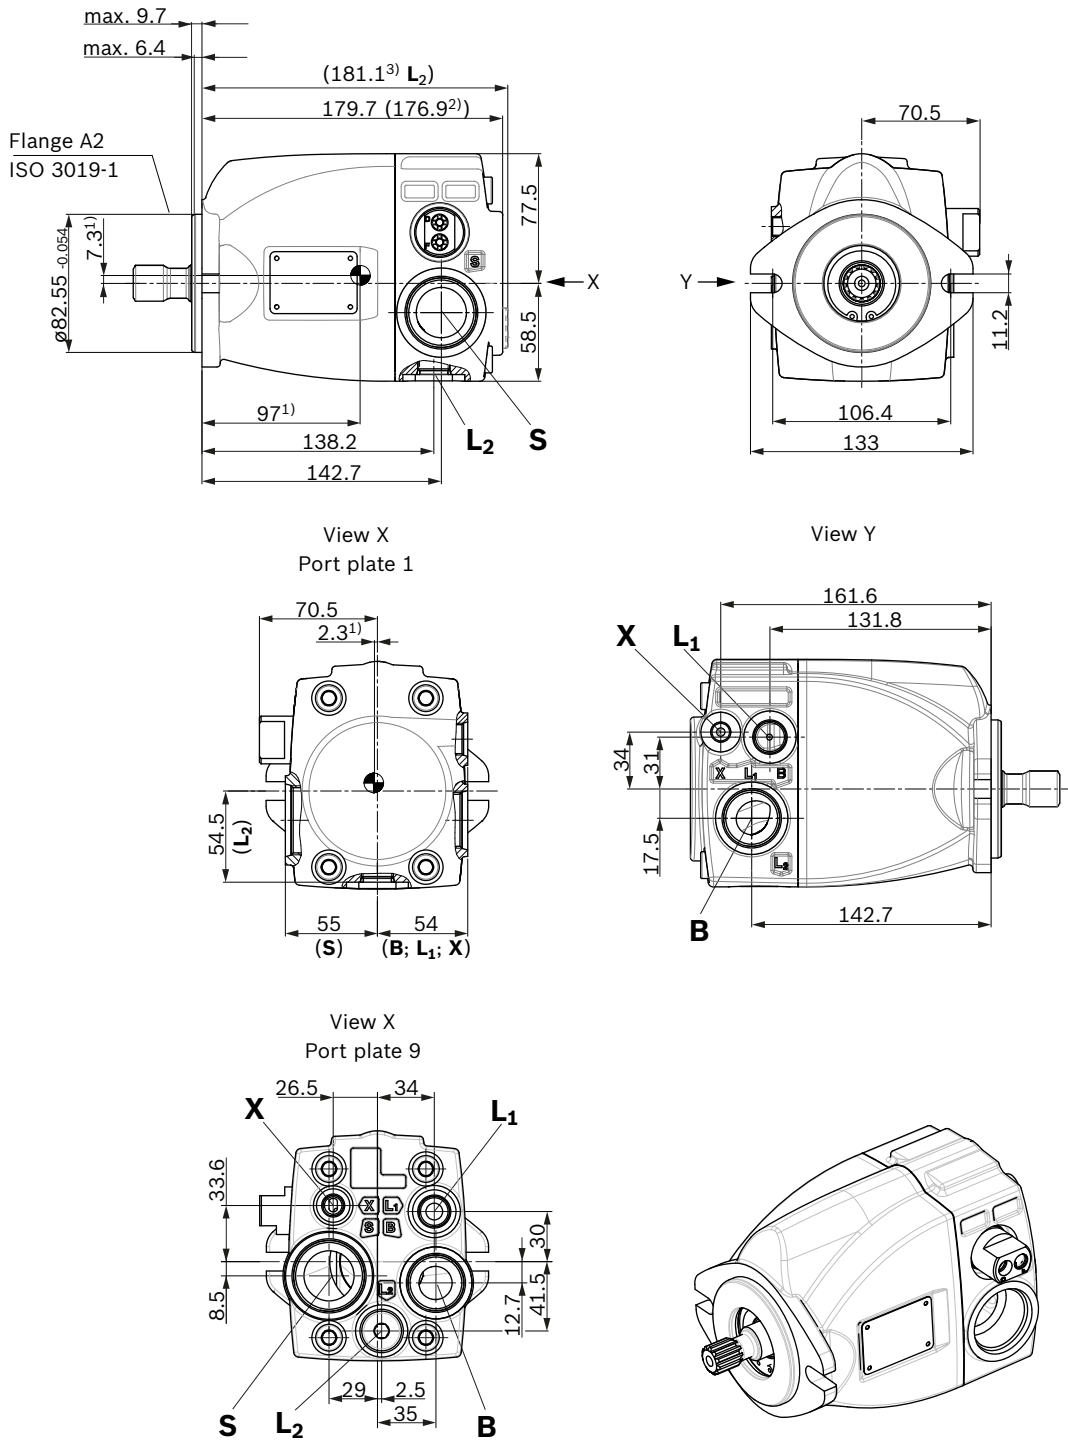 max. 9.7
max. 6.4
(181.1³⁾ L₂)
179.7 (176.9²⁾)
Flange A2
ISO 3019-1
ø82.55 -0.054
7.3¹⁾
77.5
58.5
S
X
97¹⁾
138.2
142.7
L₂
S
70.5
Y
11.2
106.4
133
View X
Port plate 1
70.5
2.3¹⁾
54.5
(L₂)
55
(S)
54
(B; L₁; X)
View Y
161.6
131.8
X
L₁
34
31
17.5
X L₁ B
L₂
B
142.7
View X
Port plate 9
26.5
34
X
L₁
33.6
8.5
X L₁
S B
L₂
30
41.5
12.7
29
2.5
35
S
L₂
B